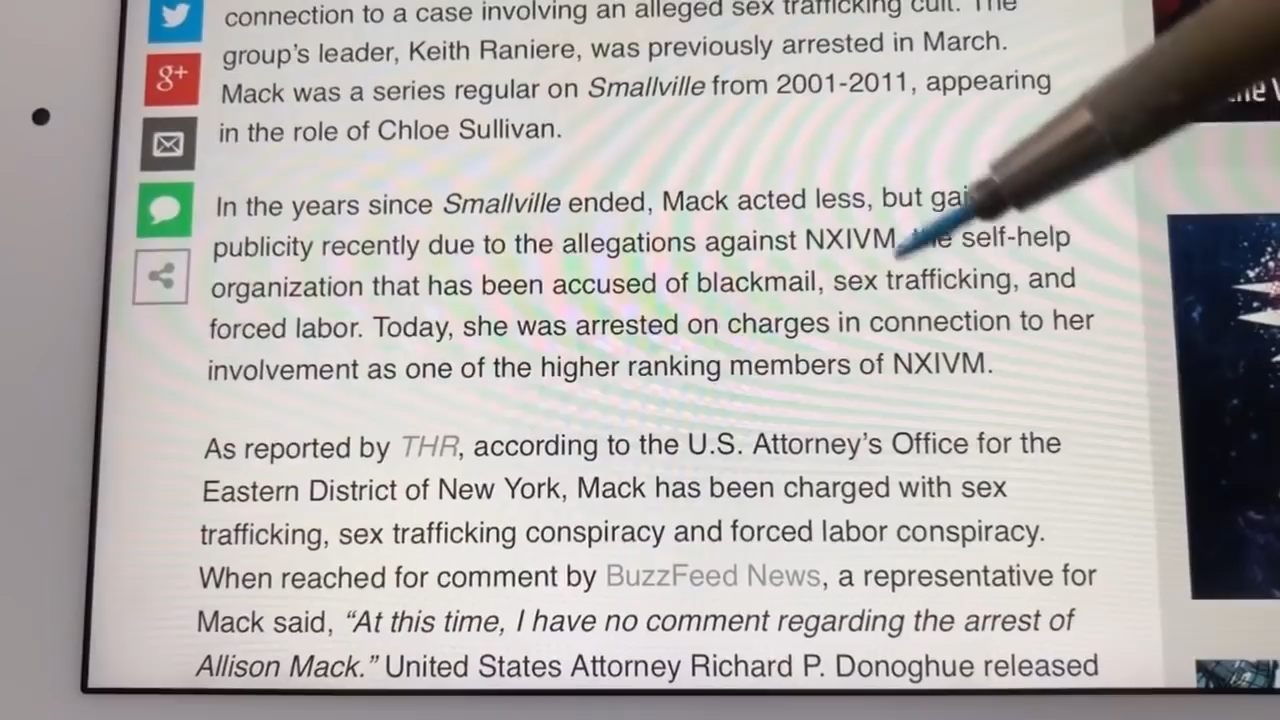 connection to a case involving an alleged sex trafficking cult. The
group's leader, Keith Raniere, was previously arrested in March.
Mack was a series regular on Smallville from 2001-2011, appearing
in the role of Chloe Sullivan.
In the years since Smallville ended, Mack acted less, but
publicity recently due to the allegations against NXIVM, the self-help
organization that has been accused of blackmail, sex trafficking, and
forced labor. Today, she was arrested on charges in connection to her
involvement as one of the higher ranking members of NXIVM.
As reported by THR, according to the U.S. Attorney's Office for the
Eastern District of New York, Mack has been charged with sex
trafficking, sex trafficking conspiracy and forced labor conspiracy.
When reached for comment by BuzzFeed News, a representative for
Mack said, “At this time, I have no comment regarding the arrest of
Allison Mack.” United States Attorney Richard P. Donoghue released
g+